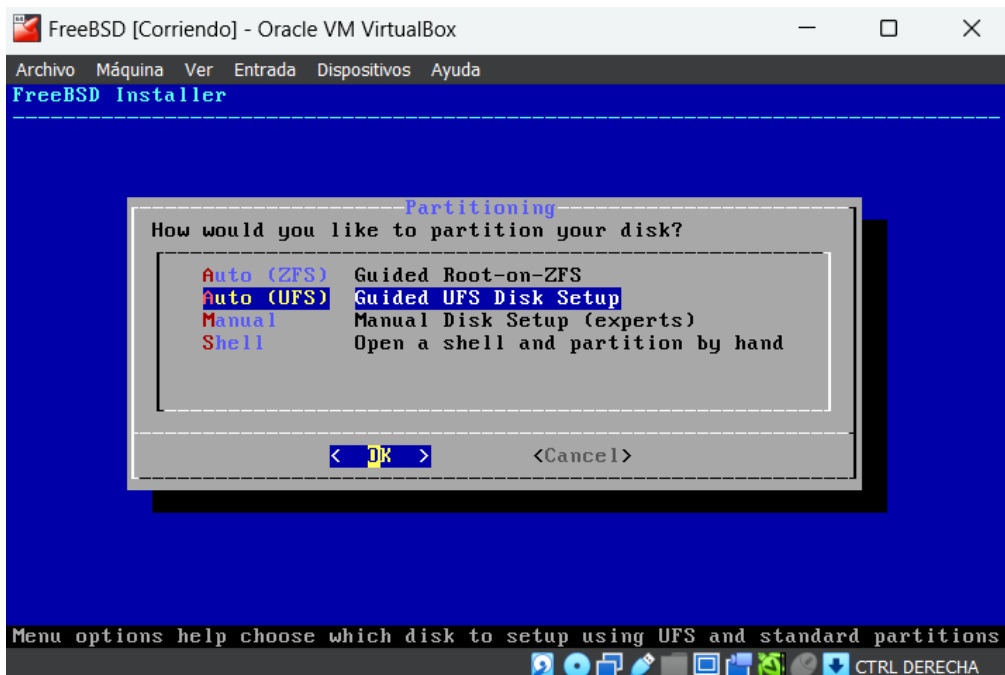 FreeBSD [Corriendo] - Oracle VM VirtualBox
Archivo Máquina Ver Entrada Dispositivos Ayuda
FreeBSD Installer
Partitioning
How would you like to partition your disk?
Auto (ZFS) Guided Root-on-ZFS
Auto (UFS) Guided UFS Disk Setup
Manual Manual Disk Setup (experts)
Shell Open a shell and partition by hand
< OK > <Cancel>
Menu options help choose which disk to setup using UFS and standard partitions
CTRL DERECHA